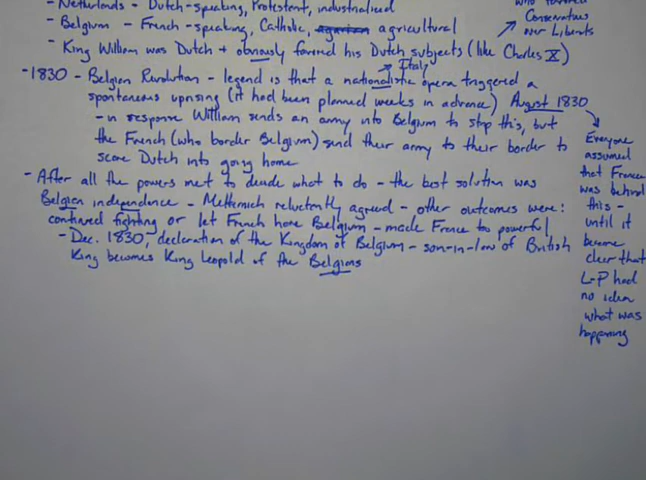 - Netherlands - Dutch-speaking, Protestant, industrialised
- Belgium - French-speaking, Catholic, agrarian agricultural
- King William was Dutch + obviously favored his Dutch subjects (like Charles X)
who favored
Conservatives
over Liberals
Italy
- 1830 - Belgian Revolution - legend is that a nationalistic opera triggered a
spontaneous uprising (it had been planned weeks in advance) August 1830
- in response William sends an army into Belgium to stop this, but
the French (who border Belgium) send their army to their border to
scare Dutch into going home
- After all the powers met to decide what to do - the best solution was
Belgian independence - Metternich reluctantly agreed - other outcomes were:
continued fighting or let French have Belgium - made France too powerful
- Dec. 1830, declaration of the Kingdom of Belgium - son-in-law of British
King becomes King Leopold of the Belgians
Everyone
assumed
that France
was behind
this -
until it
became
clear that
L-P had
no idea
what was
happening